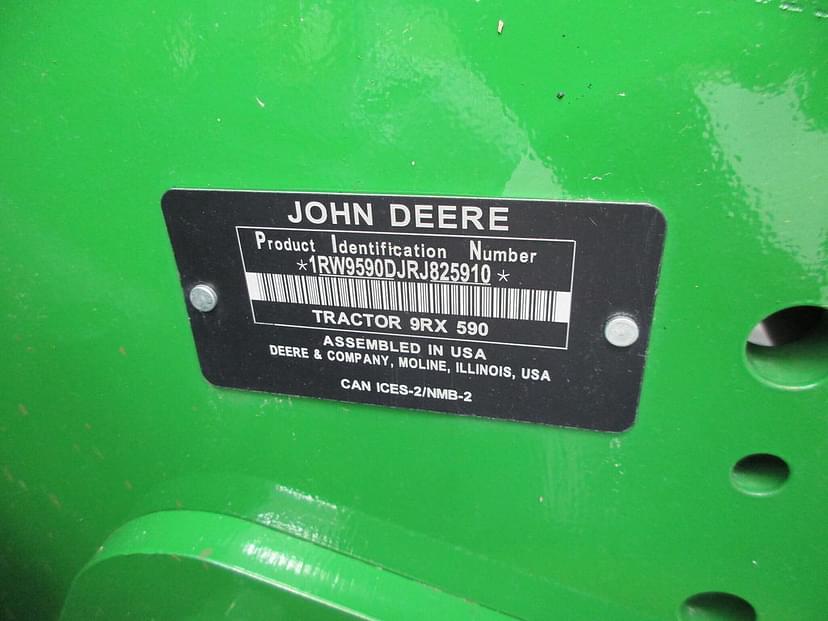 JOHN DEERE
Product Identification Number
*1RW9590DJRJ825910*
TRACTOR 9RX 590
ASSEMBLED IN USA
DEERE & COMPANY, MOLINE, ILLINOIS, USA
CAN ICES-2/NMB-2